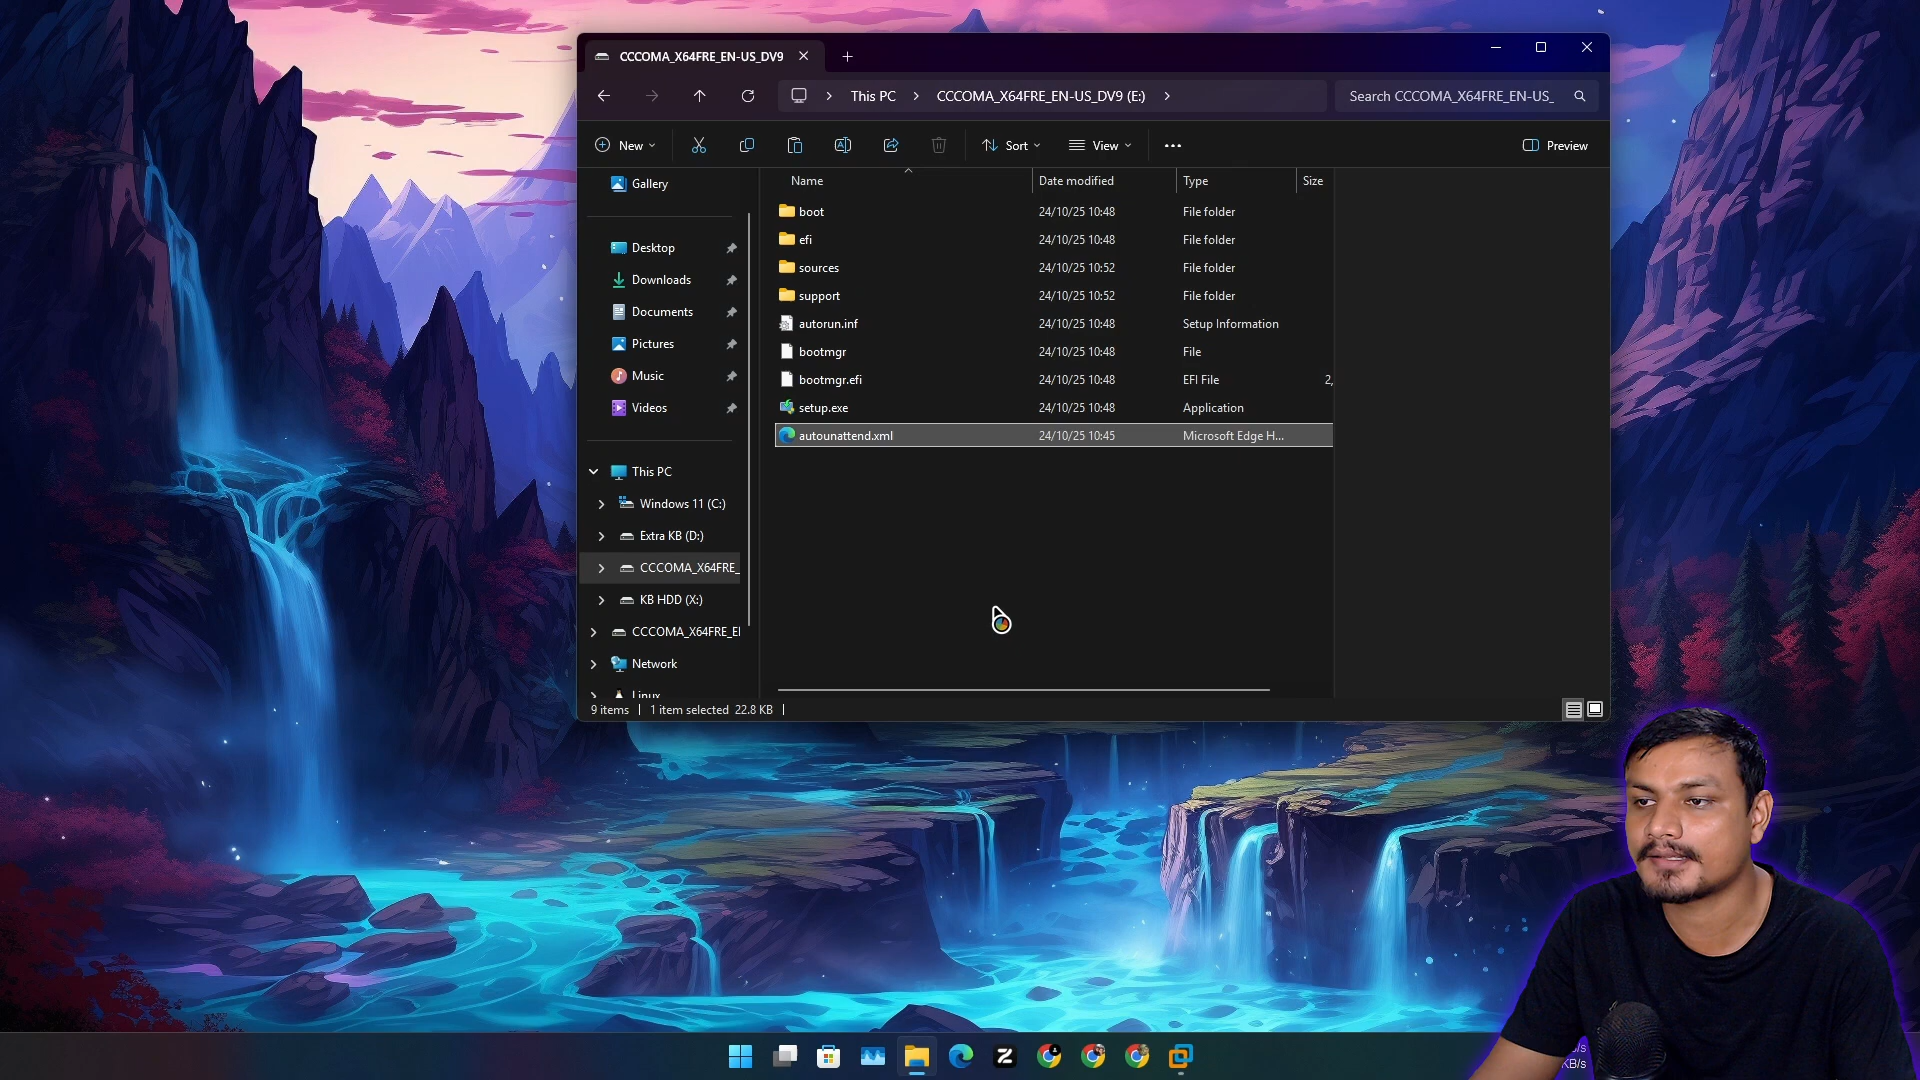 CCCOMA_X64FRE_EN-US_DV9
This PC
CCCOMA_X64FRE_EN-US_DV9 (E:)
Search CCCOMA_X64FRE_EN-US_
New
Sort
View
Preview
Gallery
Desktop
Downloads
Documents
Pictures
Music
Videos
This PC
Windows 11 (C:)
Extra KB (D:)
CCCOMA_X64FRE_
KB HDD (X:)
CCCOMA_X64FRE_EI
Network
Linux
Name Date modified Type Size
boot 24/10/25 10:48 File folder
efi 24/10/25 10:48 File folder
sources 24/10/25 10:52 File folder
support 24/10/25 10:52 File folder
autorun.inf 24/10/25 10:48 Setup Information
bootmgr 24/10/25 10:48 File
bootmgr.efi 24/10/25 10:48 EFI File 2,
setup.exe 24/10/25 10:48 Application
autounattend.xml 24/10/25 10:45 Microsoft Edge H...
9 items 1 item selected 22.8 KB
KB/s